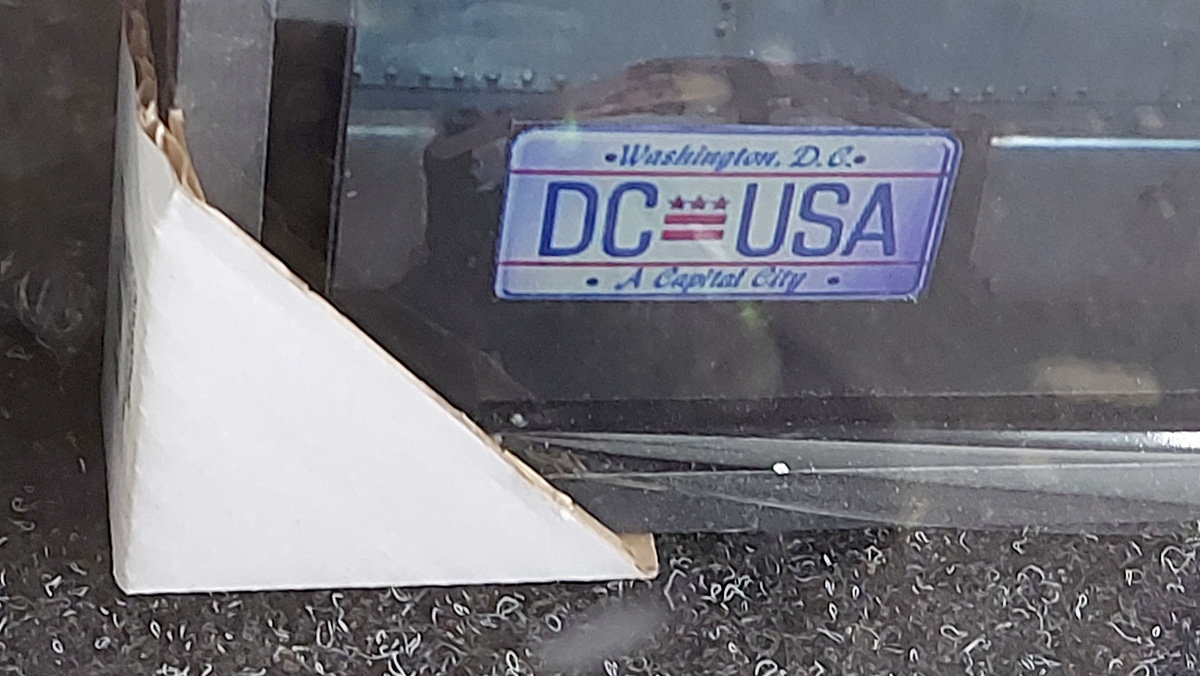 •Washington, D.C.•
DC USA
• A Capital City •